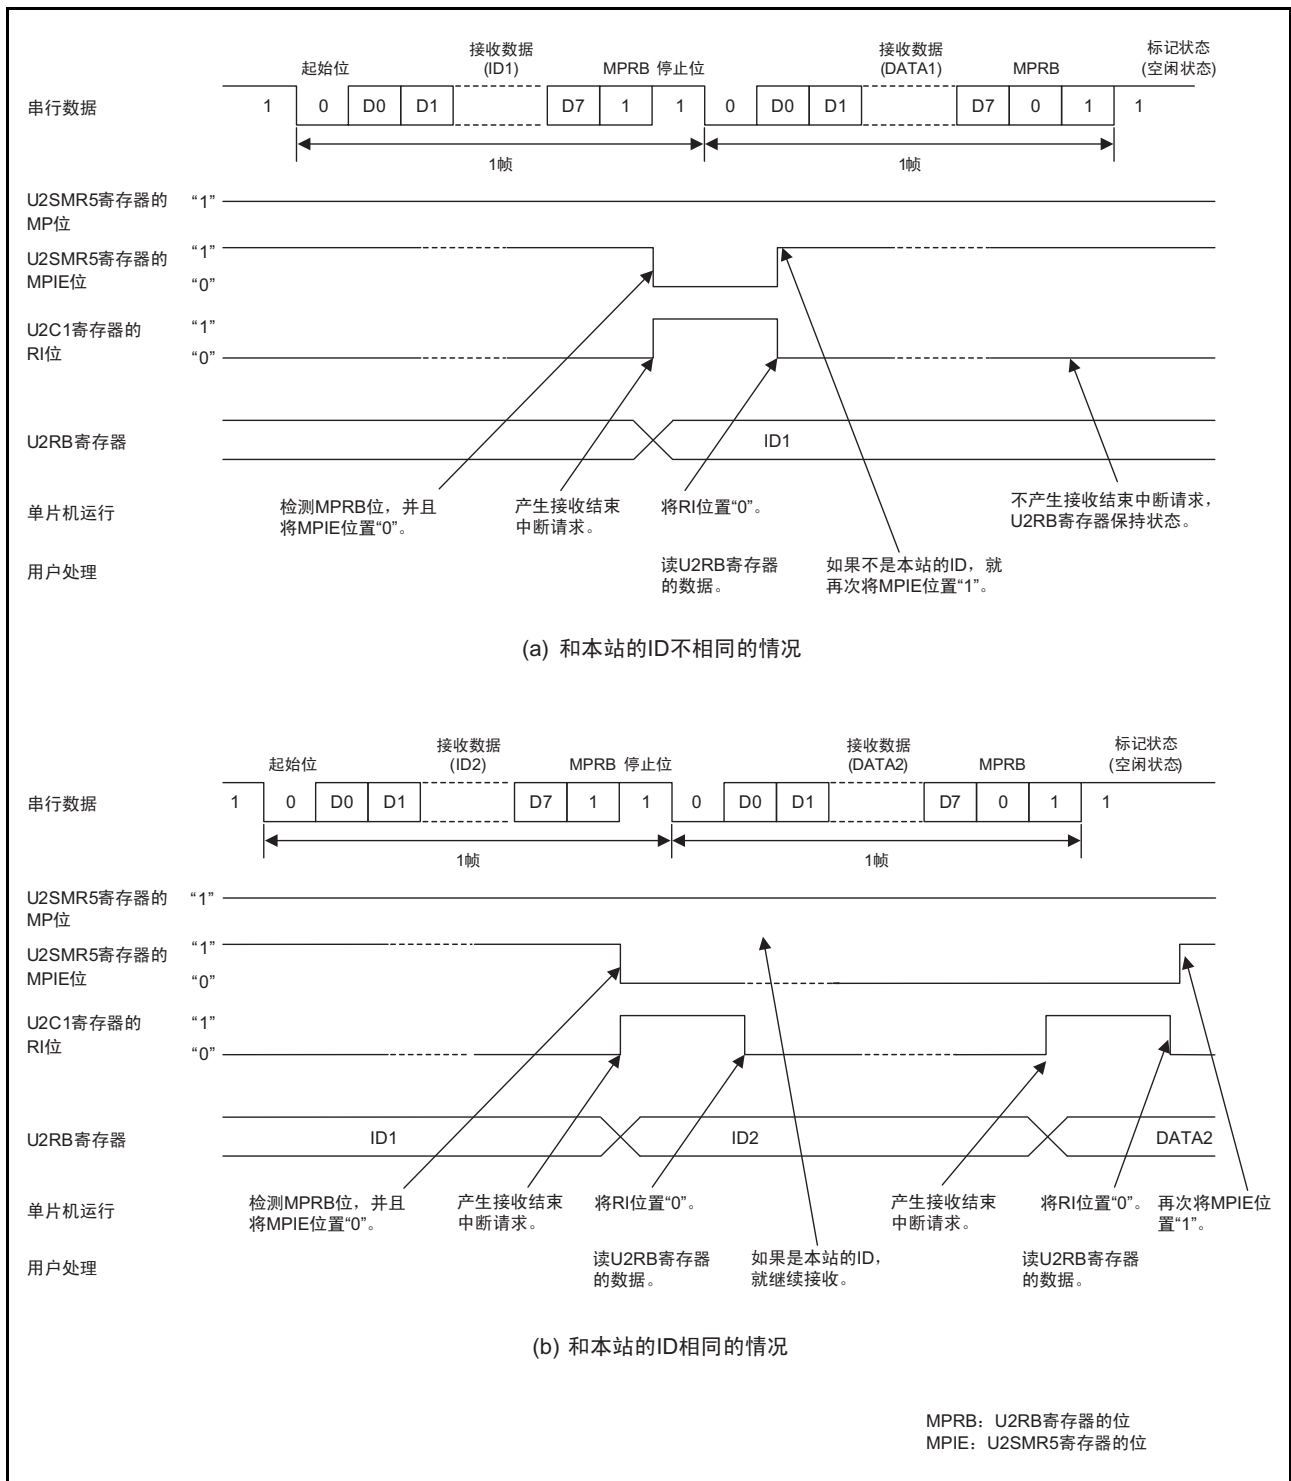 接收数据
(ID1)
接收数据
(DATA1)
标记状态
(空闲状态)
起始位
MPRB 停止位
MPRB
串行数据
1 0 D0 D1 D7 1 1 0 D0 D1 D7 0 1 1
1帧 1帧
U2SMR5寄存器的
MP位
“1”
U2SMR5寄存器的
MPIE位
“1”
“0”
U2C1寄存器的
RI位
“1”
“0”
U2RB寄存器
ID1
单片机运行
检测MPRB位，并且
将MPIE位置“0”。
产生接收结束
中断请求。
将RI位置“0”。
不产生接收结束中断请求，
U2RB寄存器保持状态。
用户处理
读U2RB寄存器
的数据。
如果不是本站的ID，就
再次将MPIE位置“1”。
(a) 和本站的ID不相同的情况
接收数据
(ID2)
接收数据
(DATA2)
标记状态
(空闲状态)
起始位
MPRB 停止位
MPRB
串行数据
1 0 D0 D1 D7 1 1 0 D0 D1 D7 0 1 1
1帧 1帧
U2SMR5寄存器的
MP位
“1”
U2SMR5寄存器的
MPIE位
“1”
“0”
U2C1寄存器的
RI位
“1”
“0”
U2RB寄存器
ID1 ID2 DATA2
单片机运行
检测MPRB位，并且
将MPIE位置“0”。
产生接收结束
中断请求。
将RI位置“0”。
产生接收结束
中断请求。
将RI位置“0”。
再次将MPIE位
置“1”。
用户处理
读U2RB寄存器
的数据。
如果是本站的ID，
就继续接收。
读U2RB寄存器
的数据。
(b) 和本站的ID相同的情况
MPRB：U2RB寄存器的位
MPIE：U2SMR5寄存器的位